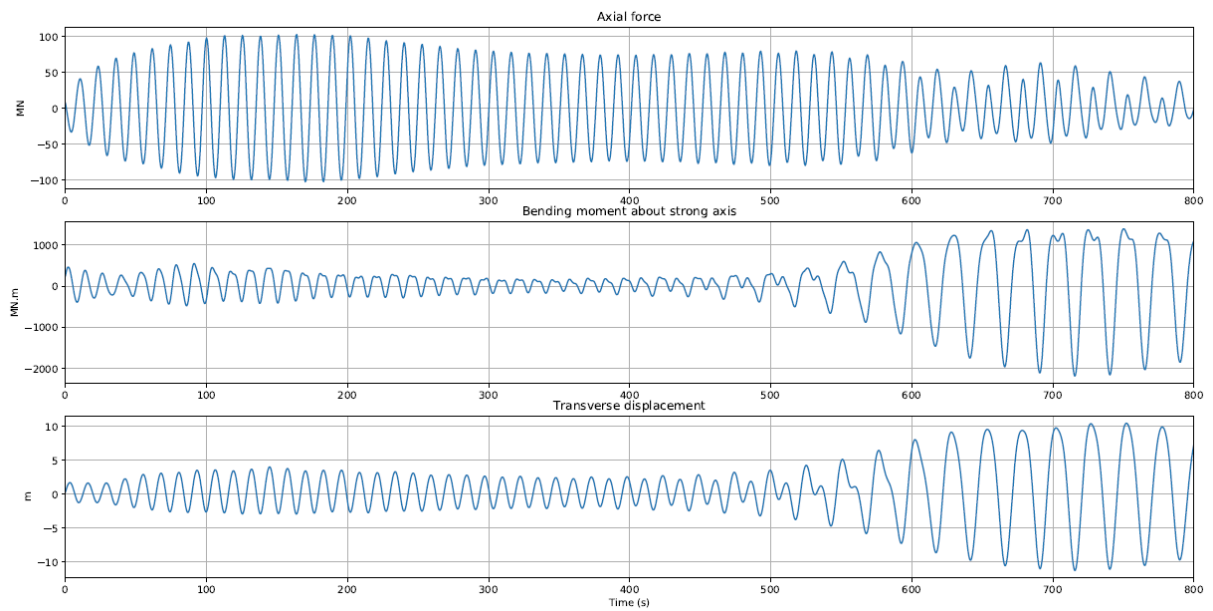 Axial force
MN
100
50
0
−50
−100
0 100 200 300 400 500 600 700 800
Bending moment about strong axis
MN.m
1000
0
−1000
−2000
0 100 200 300 400 500 600 700 800
Transverse displacement
m
10
5
0
−5
−10
0 100 200 300 400 500 600 700 800
Time (s)